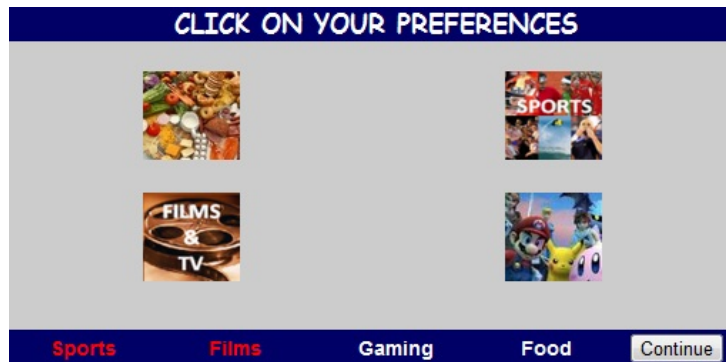 CLICK ON YOUR PREFERENCES
SPORTS
FILMS
&
TV
Sports Films Gaming Food Continue